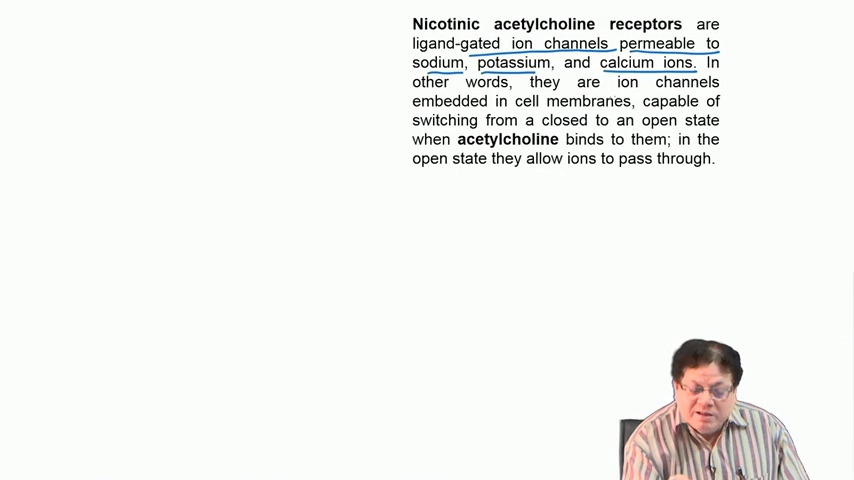 Nicotinic acetylcholine receptors are
ligand-gated ion channels permeable to
sodium, potassium, and calcium ions. In
other words, they are ion channels
embedded in cell membranes, capable of
switching from a closed to an open state
when acetylcholine binds to them; in the
open state they allow ions to pass through.